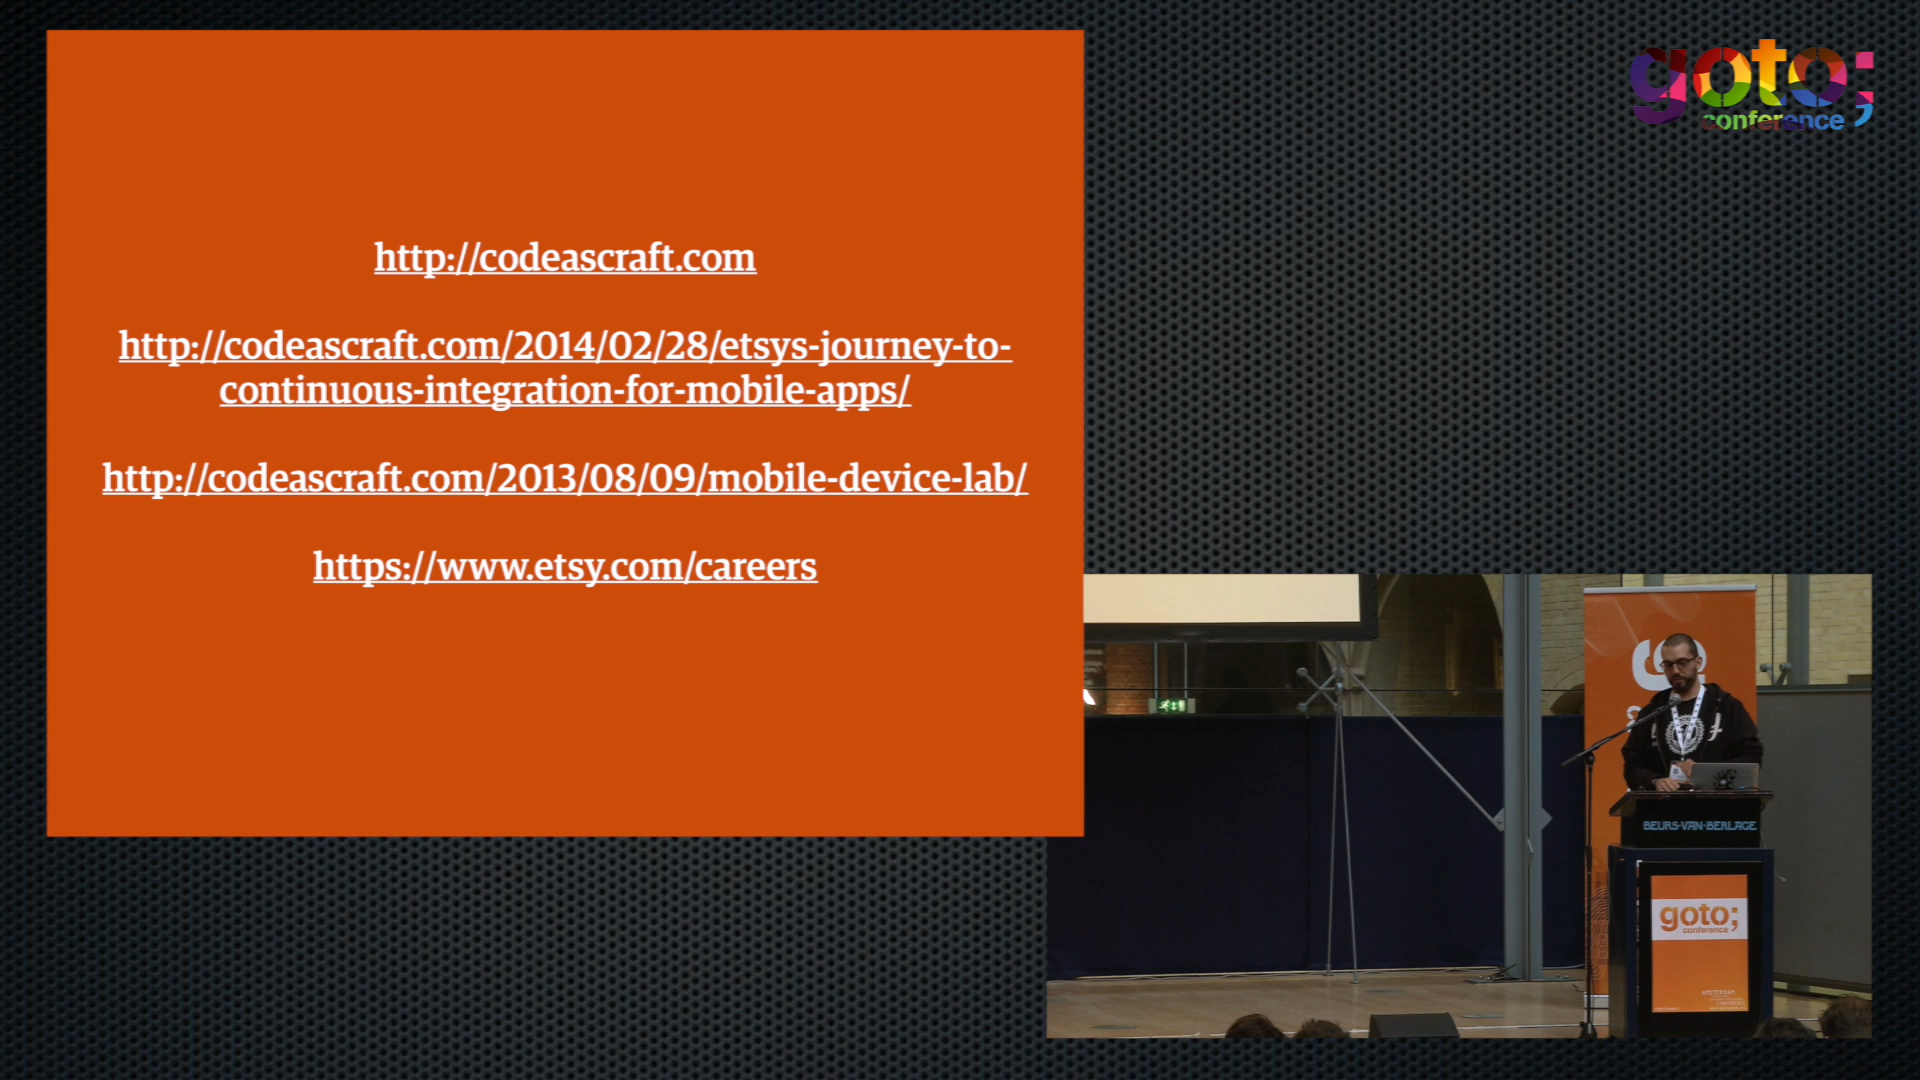 goto;
conference
http://codeascraft.com
http://codeascraft.com/2014/02/28/etsys-journey-to-
continuous-integration-for-mobile-apps/
http://codeascraft.com/2013/08/09/mobile-device-lab/
https://www.etsy.com/careers
BEURS-VAN-BERLAGE
goto;
conference
AMSTERDAM